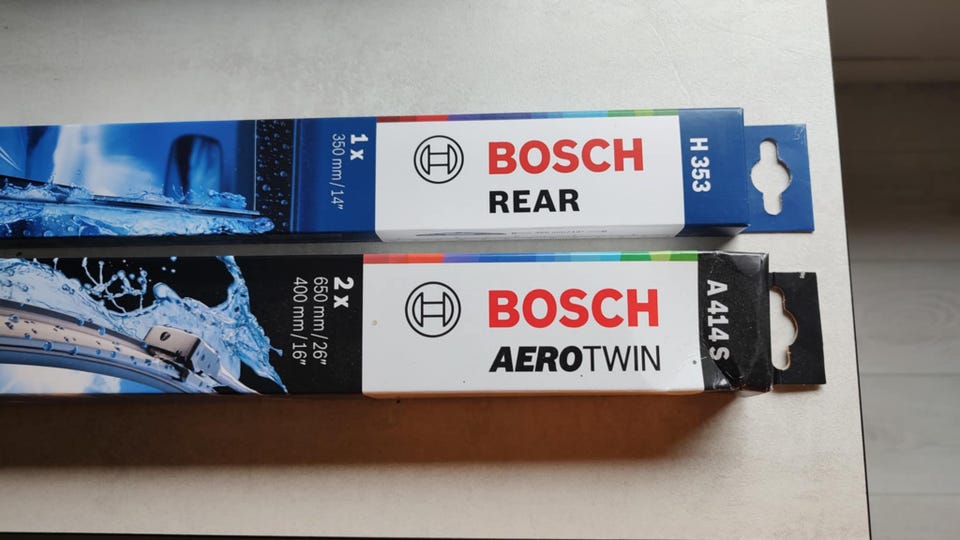 1 x
350 mm / 14"
BOSCH
REAR
H 353
2 x
650 mm / 26"
400 mm / 16"
BOSCH
AEROTWIN
A 414 S